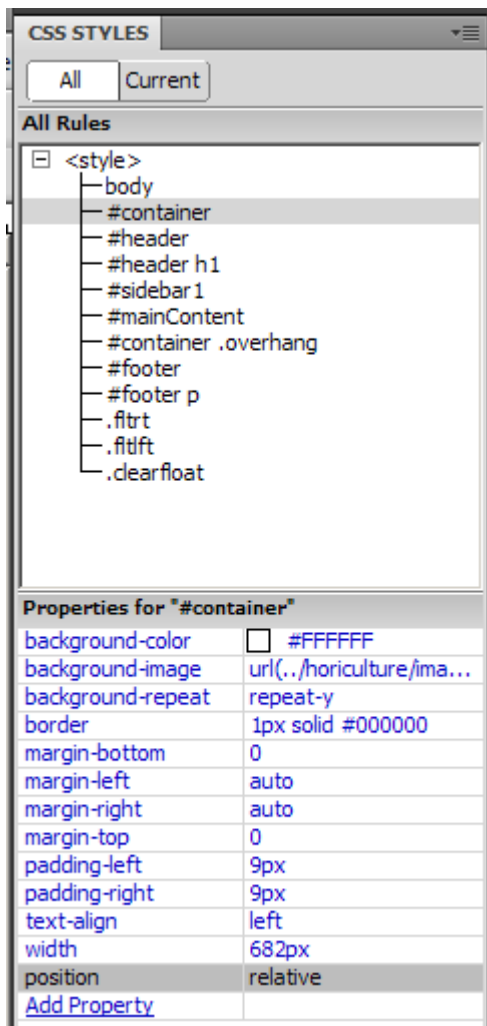 CSS STYLES
All Current
All Rules
<style>
body
#container
#header
#header h1
#sidebar1
#mainContent
#container .overhang
#footer
#footer p
.fltrt
.fltlft
.clearfloat
Properties for "#container"
background-color #FFFFFF
background-image url(../horiculture/ima...
background-repeat repeat-y
border 1px solid #000000
margin-bottom 0
margin-left auto
margin-right auto
margin-top 0
padding-left 9px
padding-right 9px
text-align left
width 682px
position relative
Add Property